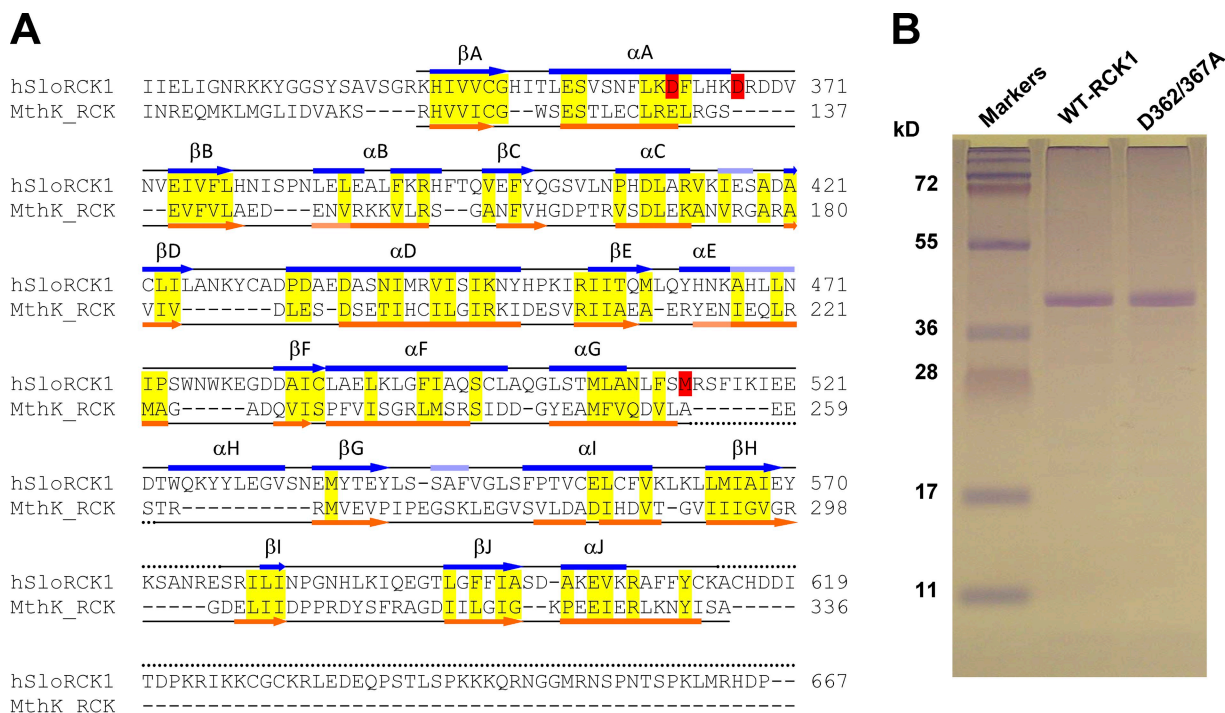 A
βA αA
hSloRCK1 IIELIGNRKKYGGSYSAVSGRKHIVVCGHITLESVSNFLKDFLHKDRDDV 371
MthK_RCK INREQMKLMGLIDVAKS----RHVVICG--WSESTLECLRELRGS----- 137
βB αB βC αC
hSloRCK1 NVEIVFLHNISPNLELEALFKRHFTQVEFYQGSVLNPHDLARVKIESADA 421
MthK_RCK --EVFVLAED---ENVRKKVLRS--GANFVHGDPTRVSDLEKANVRGARA 180
βD αD βE αE
hSloRCK1 CLILANKYCADPDAEDASNIMRVISIKNYHPKIRIITQMLQYHNKAHLLN 471
MthK_RCK VIV--------DLES-DSETIHCILGIRKIDESVRIIAEA-ERYENIEQLR 221
βF αF αG
hSloRCK1 IPSWNWKEGDDAICLAELKLGFIAQSCLAQGLSTMLANLFSMRSFIKIEE 521
MthK_RCK MAG-----ADQVISPFVISGRLMSRSIDD-GYEAMFVQDVLA------EE 259
αH βG αI βH
hSloRCK1 DTWQKYYLEGVSNEMYTEYLS-SAFVGLSFPTVCELCFVKLKLLMIAIEY 570
MthK_RCK STR----------RMVEVPIPEGSKLEGVSVLDADIHDVT-GVIIIGVGR 298
βI βJ αJ
hSloRCK1 KSANRESRILINPGNHLKIQEGTLGFFIASD-AKEVKRAFFYCKACHDDI 619
MthK_RCK -----GDELIIDPPRDYSFRAGDIILGIG--KPEEIERLKNYISA----- 336
hSloRCK1 TDPKRIKKCGCKRLEDEQPSTLSPKKKQRNGGMRNSPNTSPKLMRHDP-- 667
MthK_RCK --------------------------------------------------
B
kD Markers WT-RCK1 D362/367A
72
55
36
28
17
11